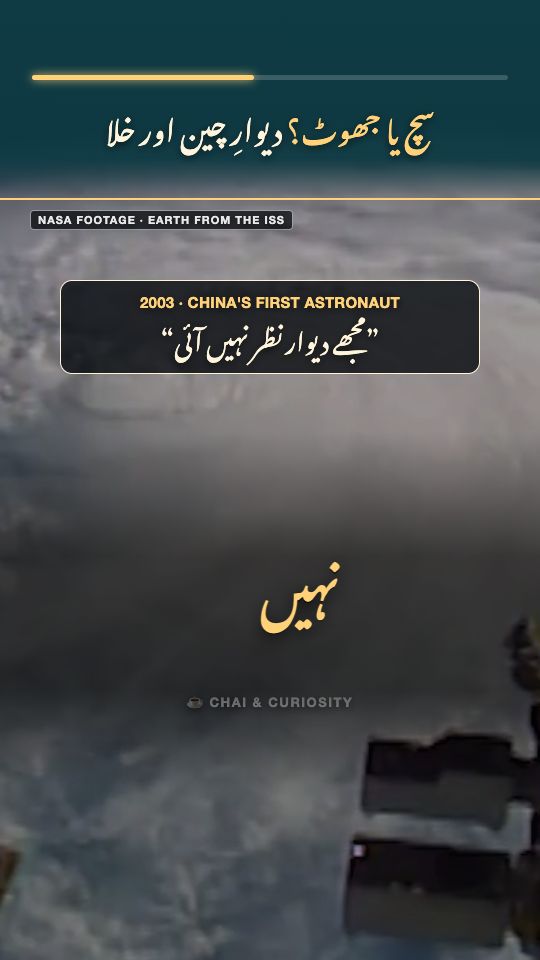 سچ یا جھوٹ؟ دیوارِ چین اور خلا
NASA FOOTAGE · EARTH FROM THE ISS
2003 · CHINA'S FIRST ASTRONAUT
”مجھے دیوار نظر نہیں آئی“
نہیں
☕ CHAI & CURIOSITY